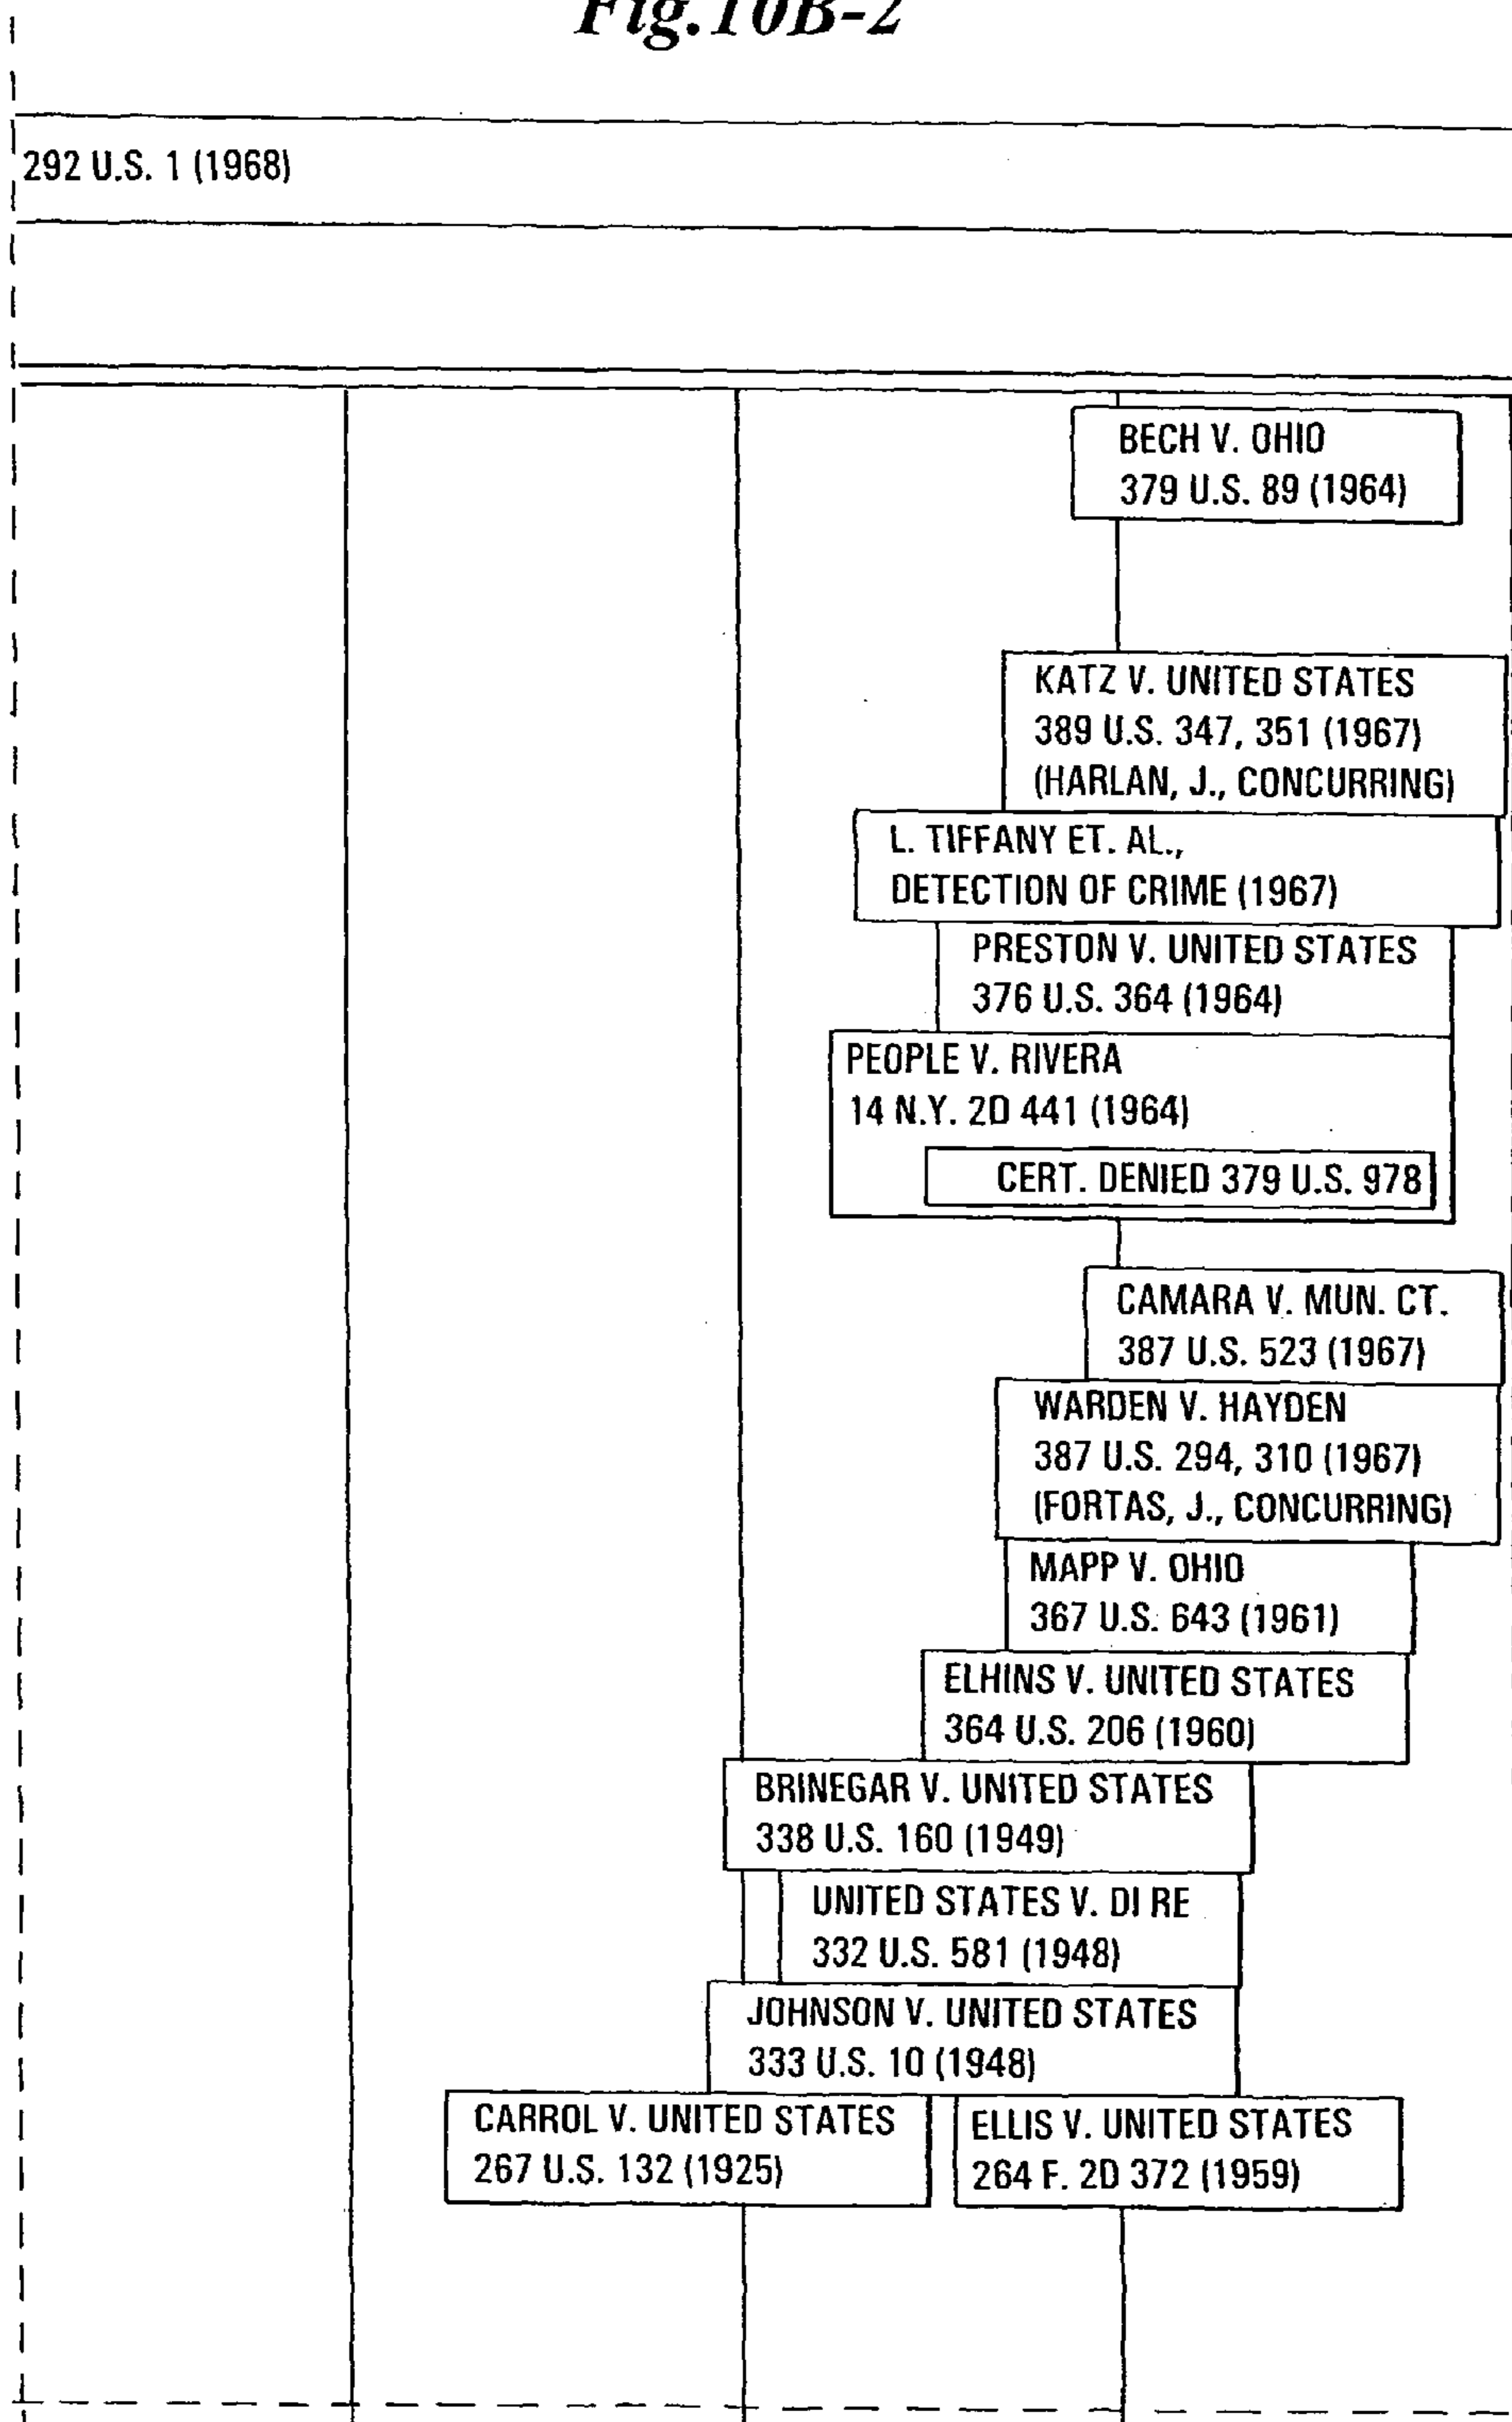 Fig. 10B-2
292 U.S. 1 (1968)
BECH V. OHIO
379 U.S. 89 (1964)
KATZ V. UNITED STATES
389 U.S. 347, 351 (1967)
(HARLAN, J., CONCURRING)
L. TIFFANY ET. AL.,
DETECTION OF CRIME (1967)
PRESTON V. UNITED STATES
376 U.S. 364 (1964)
PEOPLE V. RIVERA
14 N.Y. 2D 441 (1964)
CERT. DENIED 379 U.S. 978
CAMARA V. MUN. CT.
387 U.S. 523 (1967)
WARDEN V. HAYDEN
387 U.S. 294, 310 (1967)
(FORTAS, J., CONCURRING)
MAPP V. OHIO
367 U.S. 643 (1961)
ELHINS V. UNITED STATES
364 U.S. 206 (1960)
BRINEGAR V. UNITED STATES
338 U.S. 160 (1949)
UNITED STATES V. DI RE
332 U.S. 581 (1948)
JOHNSON V. UNITED STATES
333 U.S. 10 (1948)
CARROL V. UNITED STATES
267 U.S. 132 (1925)
ELLIS V. UNITED STATES
264 F. 2D 372 (1959)